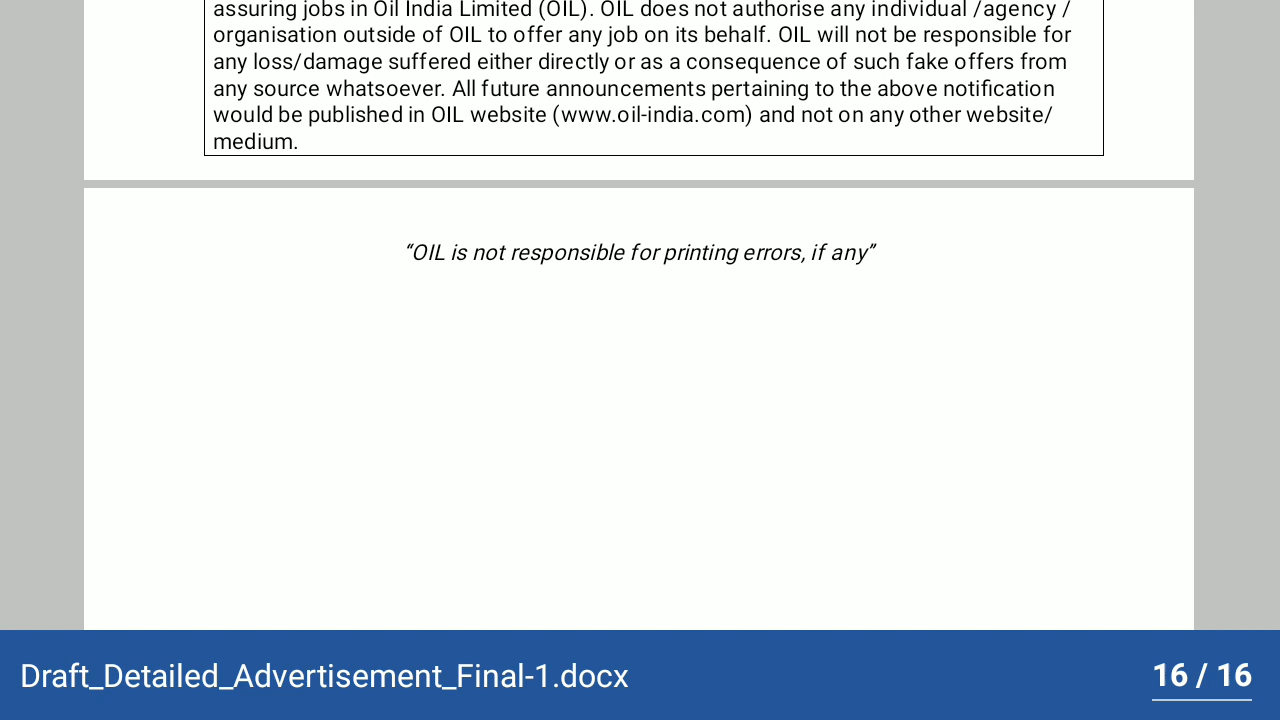 assuring jobs in Oil India Limited (OIL). OIL does not authorise any individual /agency /
organisation outside of OIL to offer any job on its behalf. OIL will not be responsible for
any loss/damage suffered either directly or as a consequence of such fake offers from
any source whatsoever. All future announcements pertaining to the above notification
would be published in OIL website (www.oil-india.com) and not on any other website/
medium.
“OIL is not responsible for printing errors, if any”
Draft_Detailed_Advertisement_Final-1.docx
16 / 16